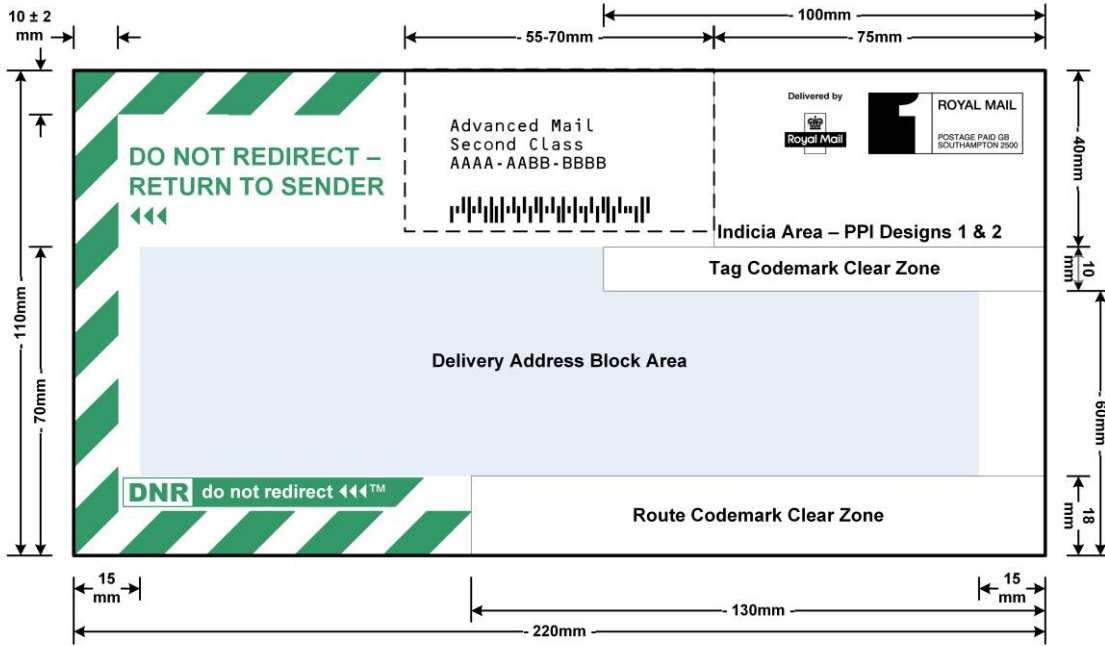 10 ± 2
mm
- 100mm -
- 55-70mm -
- 75mm -
Delivered by
Royal Mail
1
ROYAL MAIL
POSTAGE PAID GB
SOUTHAMPTON 2500
Advanced Mail
Second Class
AAAA-AABB-BBBB
DO NOT REDIRECT –
RETURN TO SENDER
- 40mm -
Indicia Area – PPI Designs 1 & 2
Tag Codemark Clear Zone
10
mm
- 110mm -
- 70mm -
Delivery Address Block Area
- 60mm -
DNR do not redirect ™
Route Codemark Clear Zone
18
mm
15
mm
15
mm
- 130mm -
- 220mm -